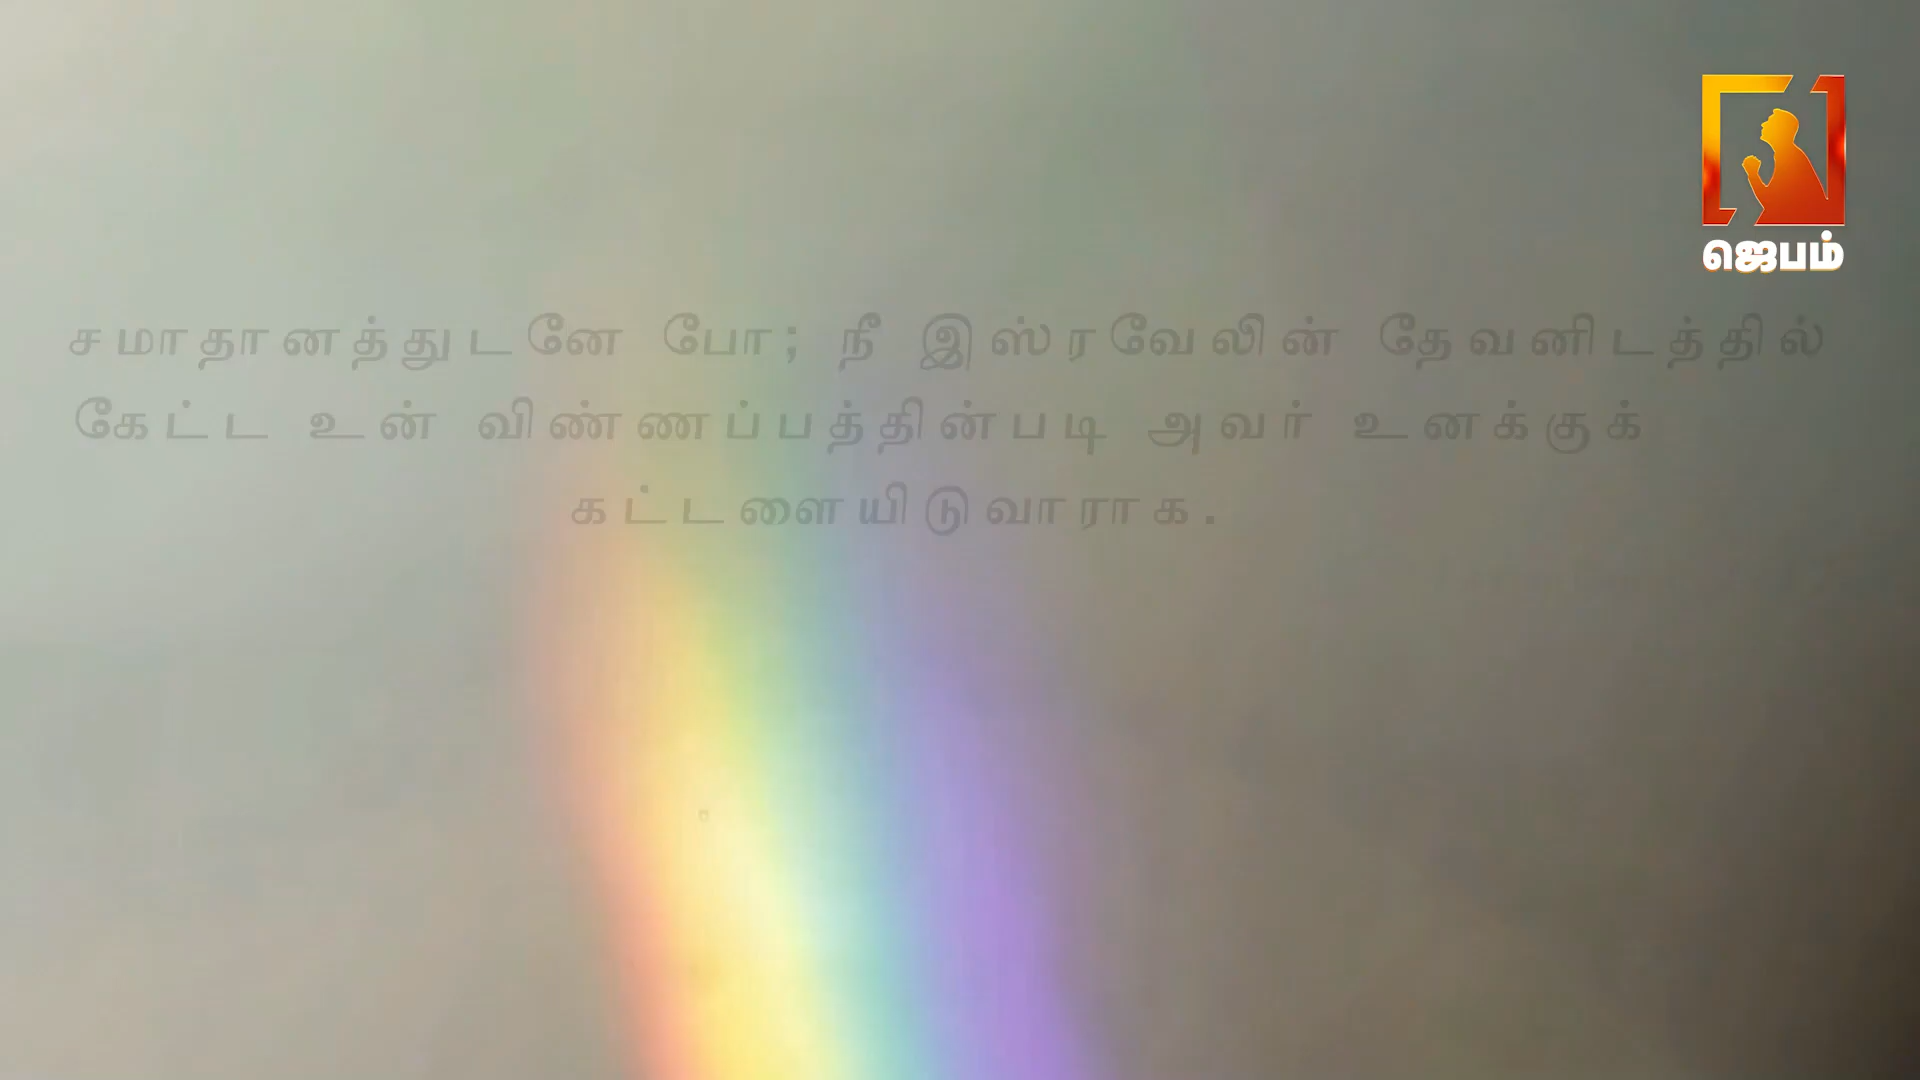 ஜெபம்
சமாதானத்துடனே போ; நீ இஸ்ரவேலின் தேவனிடத்தில்
கேட்ட உன் விண்ணப்பத்தின்படி அவர் உனக்குக்
கட்டளையிடுவாராக.